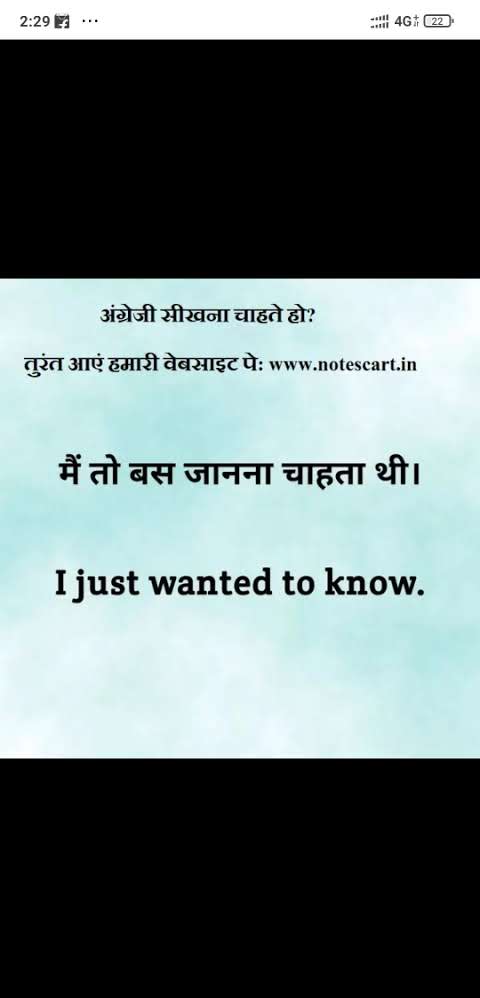 2:29 ...
4G 22
अंग्रेजी सीखना चाहते हो?
तुरंत आएं हमारी वेबसाइट पे: www.notescart.in
मैं तो बस जानना चाहता थी।
I just wanted to know.